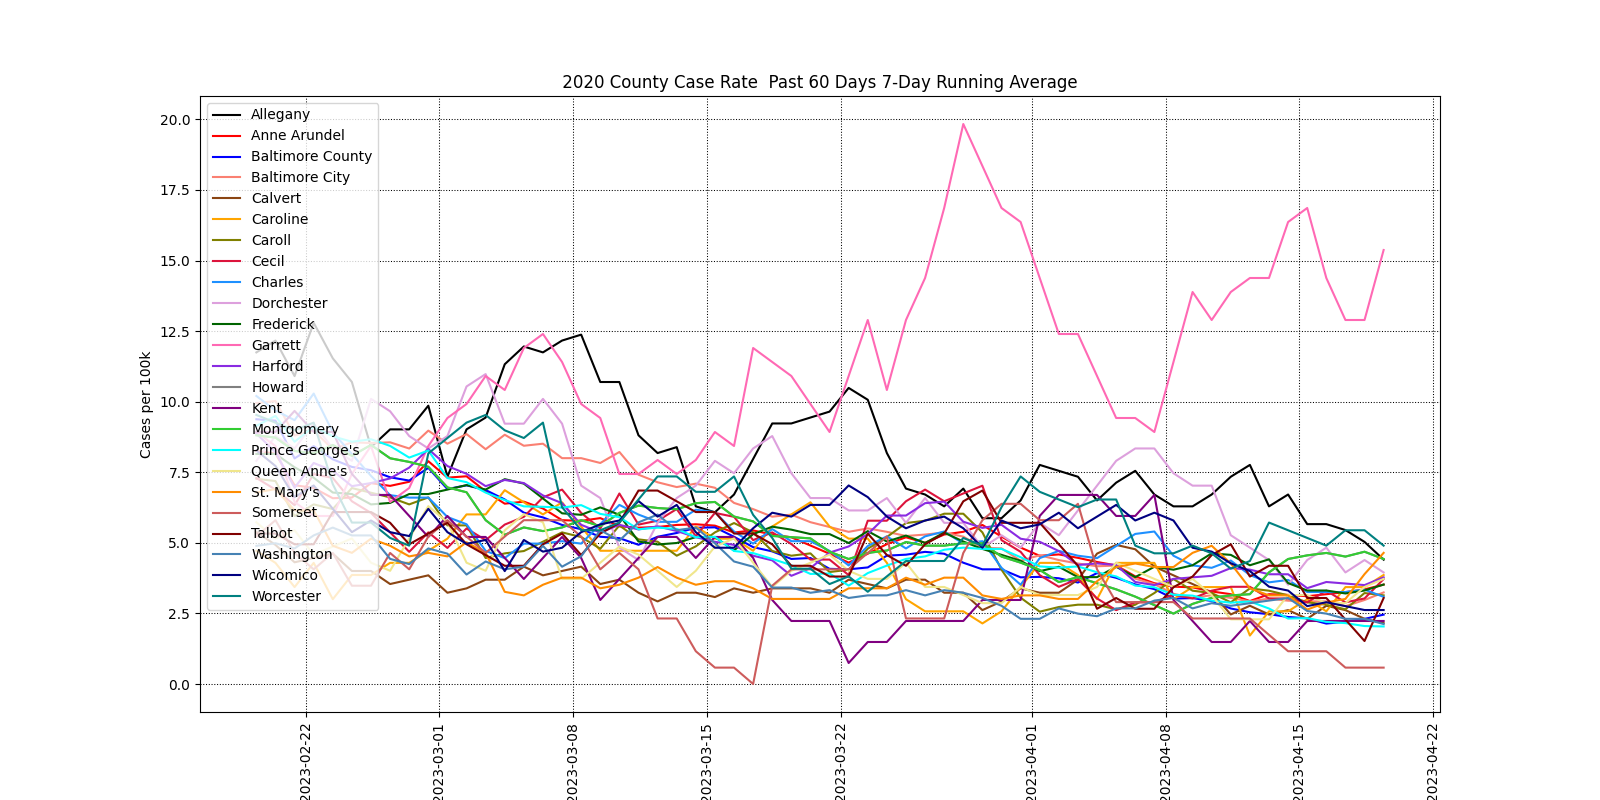 2020 County Case Rate  Past 60 Days 7-Day Running Average
Cases per 100k
20.0
17.5
15.0
12.5
10.0
7.5
5.0
2.5
0.0
Allegany
Anne Arundel
Baltimore County
Baltimore City
Calvert
Caroline
Caroll
Cecil
Charles
Dorchester
Frederick
Garrett
Harford
Howard
Kent
Montgomery
Prince George's
Queen Anne's
St. Mary's
Somerset
Talbot
Washington
Wicomico
Worcester
2023-02-22
2023-03-01
2023-03-08
2023-03-15
2023-03-22
2023-04-01
2023-04-08
2023-04-15
2023-04-22